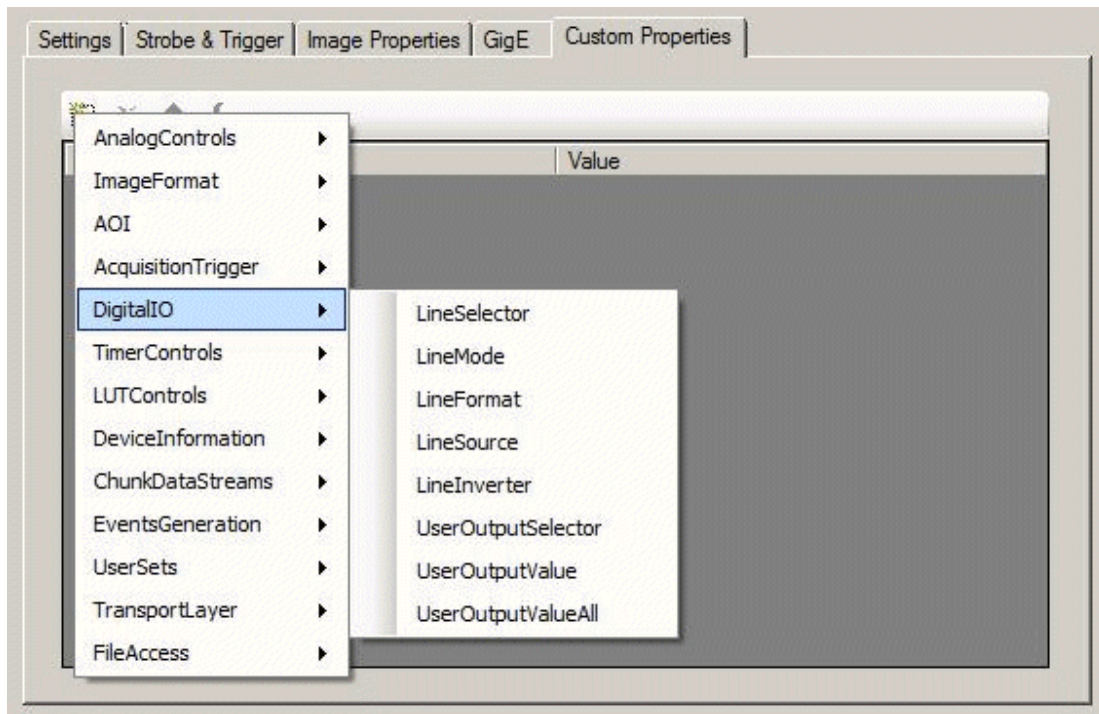 Settings
Strobe & Trigger
Image Properties
GigE
Custom Properties
Value
AnalogControls
ImageFormat
AOI
AcquisitionTrigger
DigitalIO
TimerControls
LUTControls
DeviceInformation
ChunkDataStreams
EventsGeneration
UserSets
TransportLayer
FileAccess
LineSelector
LineMode
LineFormat
LineSource
LineInverter
UserOutputSelector
UserOutputValue
UserOutputValueAll